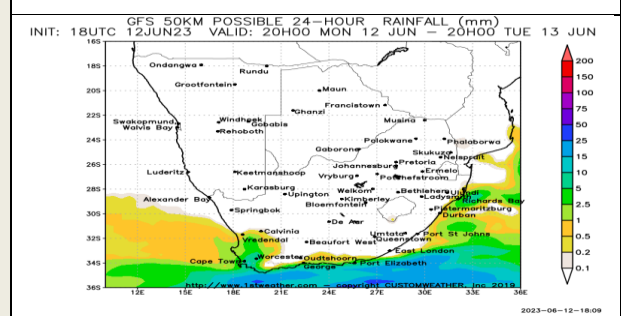 GFS 50KM POSSIBLE 24-HOUR RAINFALL (mm)
INIT: 18UTC 12JUN23 VALID: 20H00 MON 12 JUN – 20H00 TUE 13 JUN
16S
18S
20S
22S
24S
26S
28S
30S
32S
34S
36S
Ondangwa
Rundu
Grootfontein
Maun
Ghanzi
Francistown
Swakopmund
Walvis Bay
Windhoek
Gobabis
Rehoboth
Musina
Polokwane
Phalaborwa
Gaborone
Skukuza
Nelspruit
Johannesburg
Pretoria
Luderitz
Keetmanshoop
Vryburg
Potchefstroom
Ermelo
Karasburg
Upington
Welkom
Kimberley
Bethlehem
Ulundi
Ladysmith
Richards Bay
Alexander Bay
Springbok
Bloemfontein
Pietermaritzburg
Durban
De Aar
Calvinia
Vredendal
Beaufort West
Umtata
Queenstown
Port St Johns
East London
Cape Town
Worcester
Oudtshoorn
George
Port Elizabeth
http://www.1stweather.com – copyright CUSTOMWEATHER, Inc 2019
12E 15E 18E 21E 24E 27E 30E 33E 36E
200
150
100
75
50
25
15
10
5
2.5
1
0.5
0.2
0.1
2023-06-12-18:09